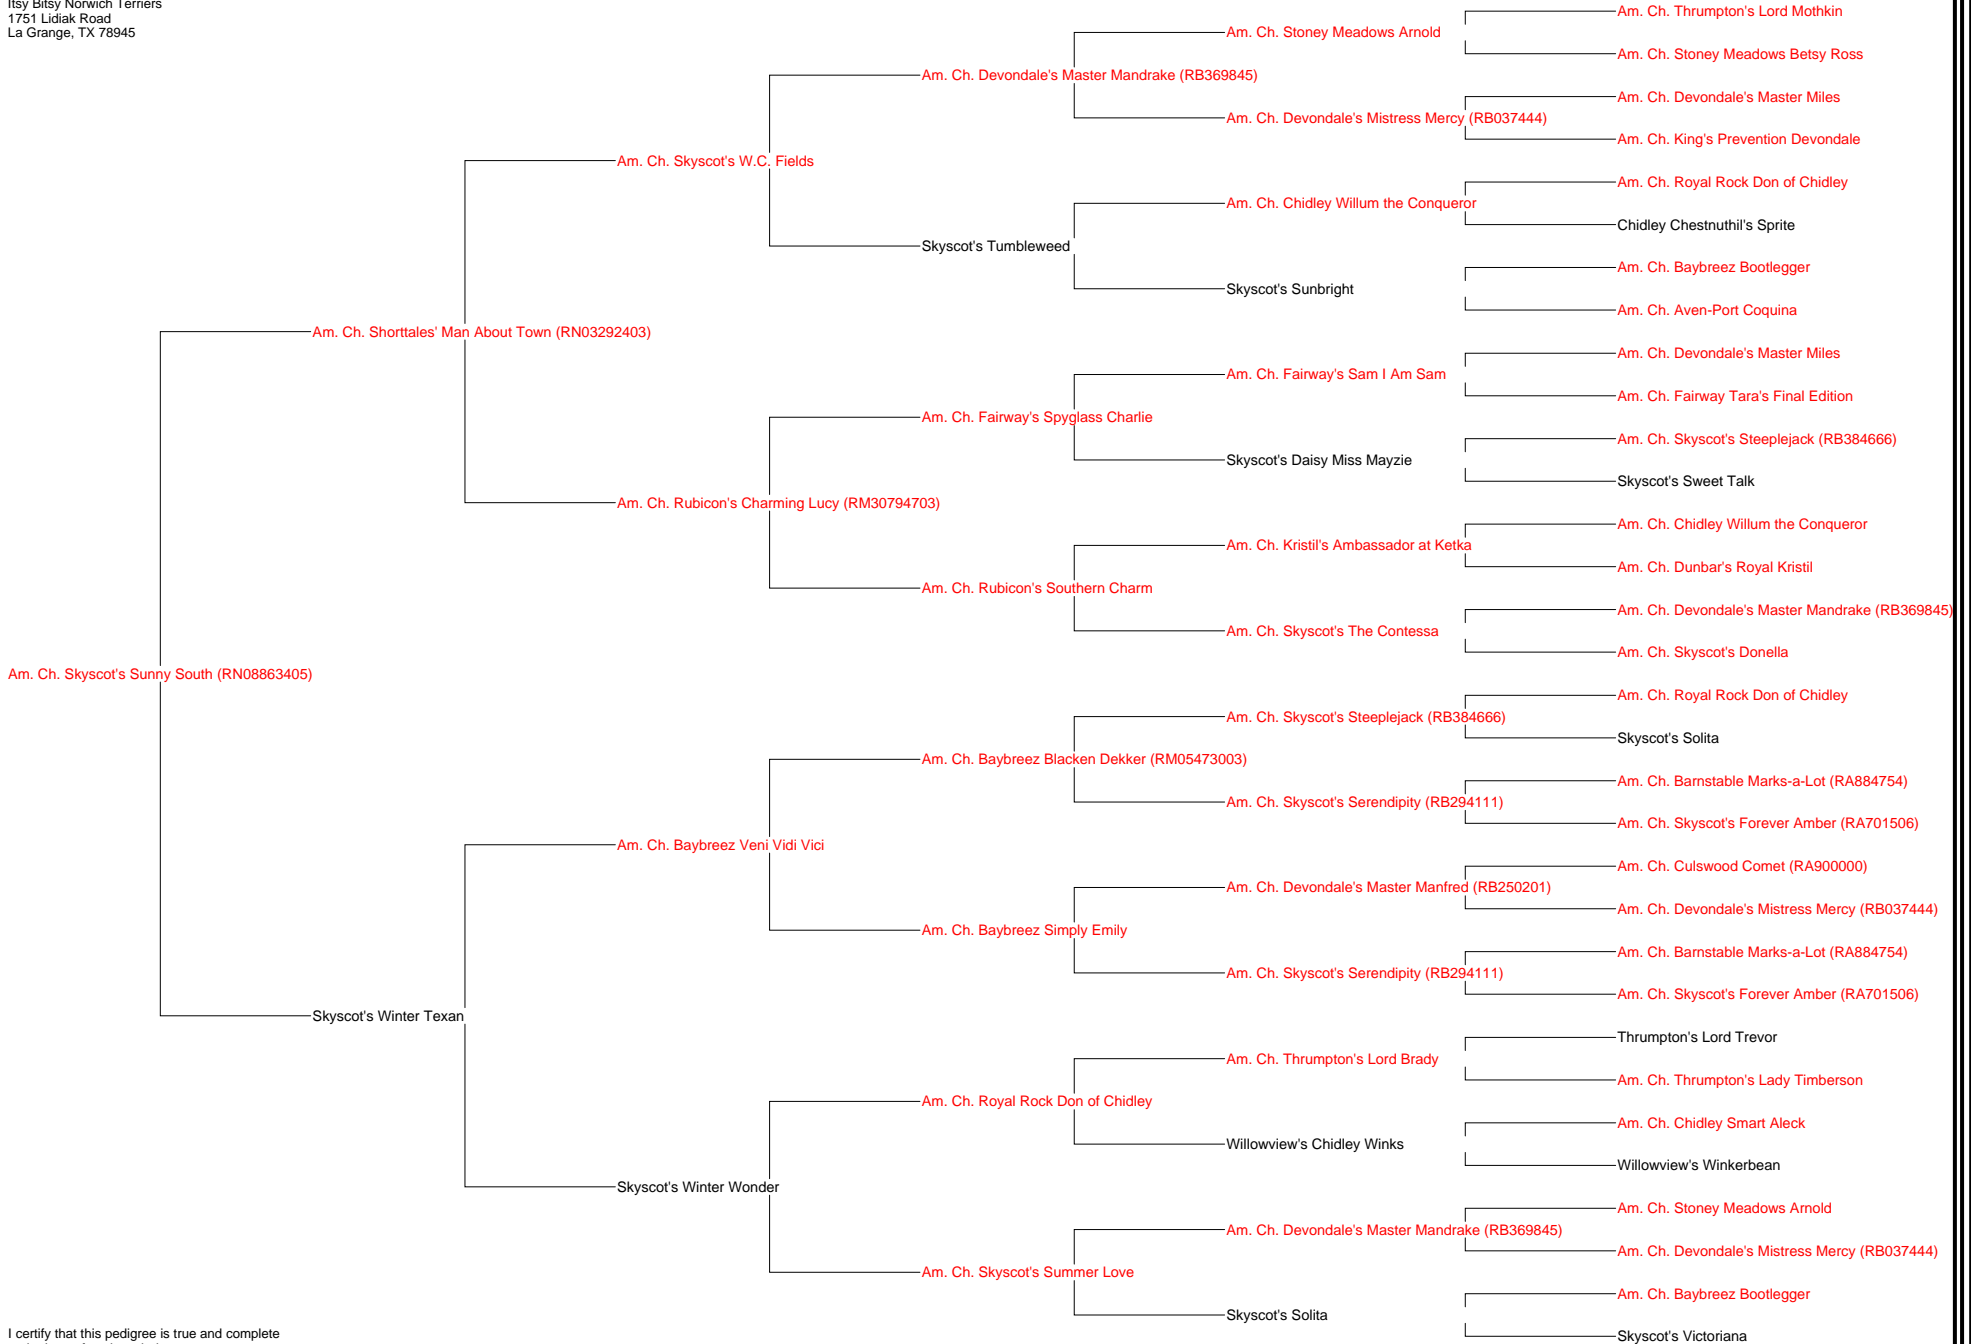 Itsy Bitsy Norwich Terriers
1751 Lidiak Road
La Grange, TX 78945
Am. Ch. Thrumpton's Lord Mothkin
Am. Ch. Stoney Meadows Arnold
Am. Ch. Stoney Meadows Betsy Ross
Am. Ch. Devondale's Master Mandrake (RB369845)
Am. Ch. Devondale's Master Miles
Am. Ch. Devondale's Mistress Mercy (RB037444)
Am. Ch. King's Prevention Devondale
Am. Ch. Skyscot's W.C. Fields
Am. Ch. Royal Rock Don of Chidley
Am. Ch. Chidley Willum the Conqueror
Chidley Chestnuthil's Sprite
Skyscot's Tumbleweed
Am. Ch. Baybreez Bootlegger
Skyscot's Sunbright
Am. Ch. Aven-Port Coquina
Am. Ch. Shorttales' Man About Town (RN03292403)
Am. Ch. Devondale's Master Miles
Am. Ch. Fairway's Sam I Am Sam
Am. Ch. Fairway Tara's Final Edition
Am. Ch. Fairway's Spyglass Charlie
Am. Ch. Skyscot's Steeplejack (RB384666)
Skyscot's Daisy Miss Mayzie
Skyscot's Sweet Talk
Am. Ch. Rubicon's Charming Lucy (RM30794703)
Am. Ch. Chidley Willum the Conqueror
Am. Ch. Kristil's Ambassador at Ketka
Am. Ch. Dunbar's Royal Kristil
Am. Ch. Rubicon's Southern Charm
Am. Ch. Devondale's Master Mandrake (RB369845)
Am. Ch. Skyscot's The Contessa
Am. Ch. Skyscot's Donella
Am. Ch. Skyscot's Sunny South (RN08863405)
Am. Ch. Royal Rock Don of Chidley
Am. Ch. Skyscot's Steeplejack (RB384666)
Skyscot's Solita
Am. Ch. Baybreez Blacken Dekker (RM05473003)
Am. Ch. Barnstable Marks-a-Lot (RA884754)
Am. Ch. Skyscot's Serendipity (RB294111)
Am. Ch. Skyscot's Forever Amber (RA701506)
Am. Ch. Baybreez Veni Vidi Vici
Am. Ch. Culswood Comet (RA900000)
Am. Ch. Devondale's Master Manfred (RB250201)
Am. Ch. Devondale's Mistress Mercy (RB037444)
Am. Ch. Baybreez Simply Emily
Am. Ch. Barnstable Marks-a-Lot (RA884754)
Am. Ch. Skyscot's Serendipity (RB294111)
Am. Ch. Skyscot's Forever Amber (RA701506)
Skyscot's Winter Texan
Thrumpton's Lord Trevor
Am. Ch. Thrumpton's Lord Brady
Am. Ch. Thrumpton's Lady Timberson
Am. Ch. Royal Rock Don of Chidley
Am. Ch. Chidley Smart Aleck
Willowview's Chidley Winks
Willowview's Winkerbean
Skyscot's Winter Wonder
Am. Ch. Stoney Meadows Arnold
Am. Ch. Devondale's Master Mandrake (RB369845)
Am. Ch. Devondale's Mistress Mercy (RB037444)
Am. Ch. Skyscot's Summer Love
Am. Ch. Baybreez Bootlegger
Skyscot's Solita
Skyscot's Victoriana
I certify that this pedigree is true and complete